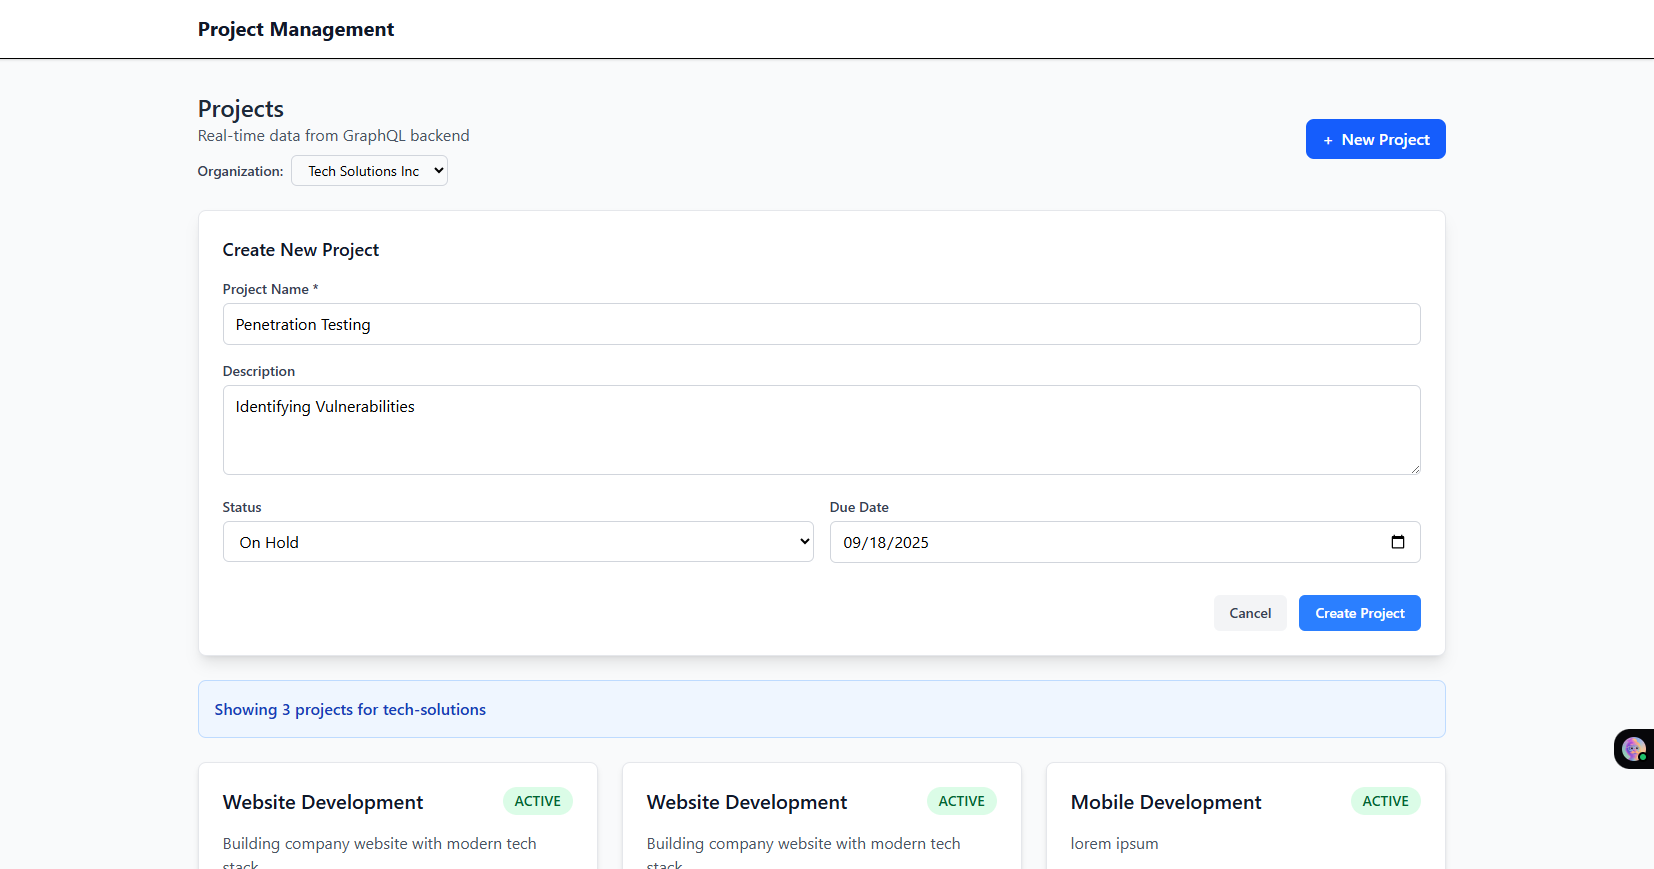 Project Management
Projects
Real-time data from GraphQL backend
Organization: Tech Solutions Inc
+ New Project
Create New Project
Project Name *
Penetration Testing
Description
Identifying Vulnerabilities
Status
On Hold
Due Date
09/18/2025
Cancel
Create Project
Showing 3 projects for tech-solutions
Website Development ACTIVE
Building company website with modern tech
stack
Website Development ACTIVE
Building company website with modern tech
stack
Mobile Development ACTIVE
lorem ipsum